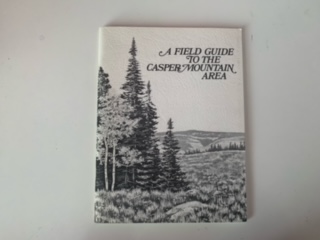 A FIELD GUIDE
TO THE
CASPER MOUNTAIN
AREA